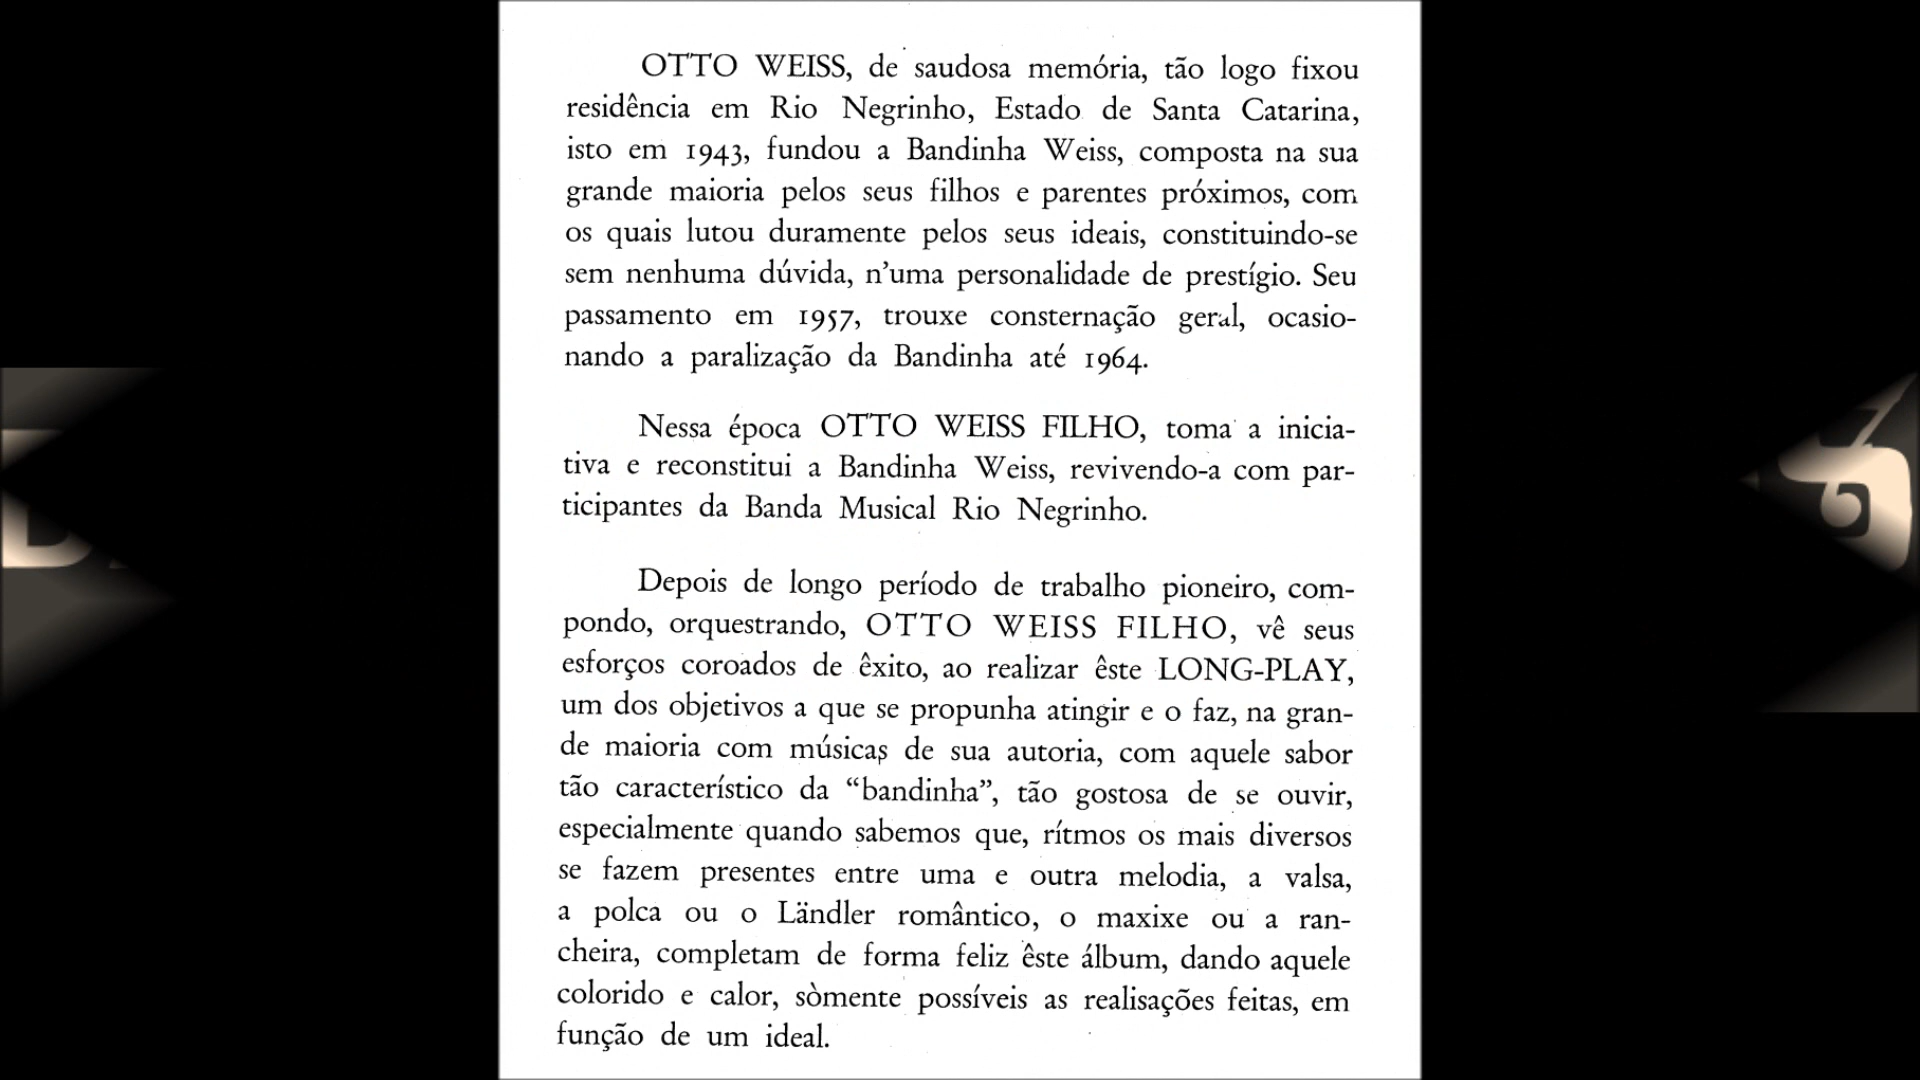 OTTO WEISS, de saudosa memória, tão logo fixou
residência em Rio Negrinho, Estado de Santa Catarina,
isto em 1943, fundou a Bandinha Weiss, composta na sua
grande maioria pelos seus filhos e parentes próximos, com
os quais lutou duramente pelos seus ideais, constituindo-se
sem nenhuma dúvida, n'uma personalidade de prestígio. Seu
passamento em 1957, trouxe consternação geral, ocasio-
nando a paralização da Bandinha até 1964.
Nessa época OTTO WEISS FILHO, toma a inicia-
tiva e reconstitui a Bandinha Weiss, revivendo-a com par-
ticipantes da Banda Musical Rio Negrinho.
Depois de longo período de trabalho pioneiro, com-
pondo, orquestrando, OTTO WEISS FILHO, vê seus
esforços coroados de êxito, ao realizar êste LONG-PLAY,
um dos objetivos a que se propunha atingir e o faz, na gran-
de maioria com músicas de sua autoria, com aquele sabor
tão característico da “bandinha”, tão gostosa de se ouvir,
especialmente quando sabemos que, rítmos os mais diversos
se fazem presentes entre uma e outra melodia, a valsa,
a polca ou o Ländler romântico, o maxixe ou a ran-
cheira, completam de forma feliz êste álbum, dando aquele
colorido e calor, sòmente possíveis as realisações feitas, em
função de um ideal.